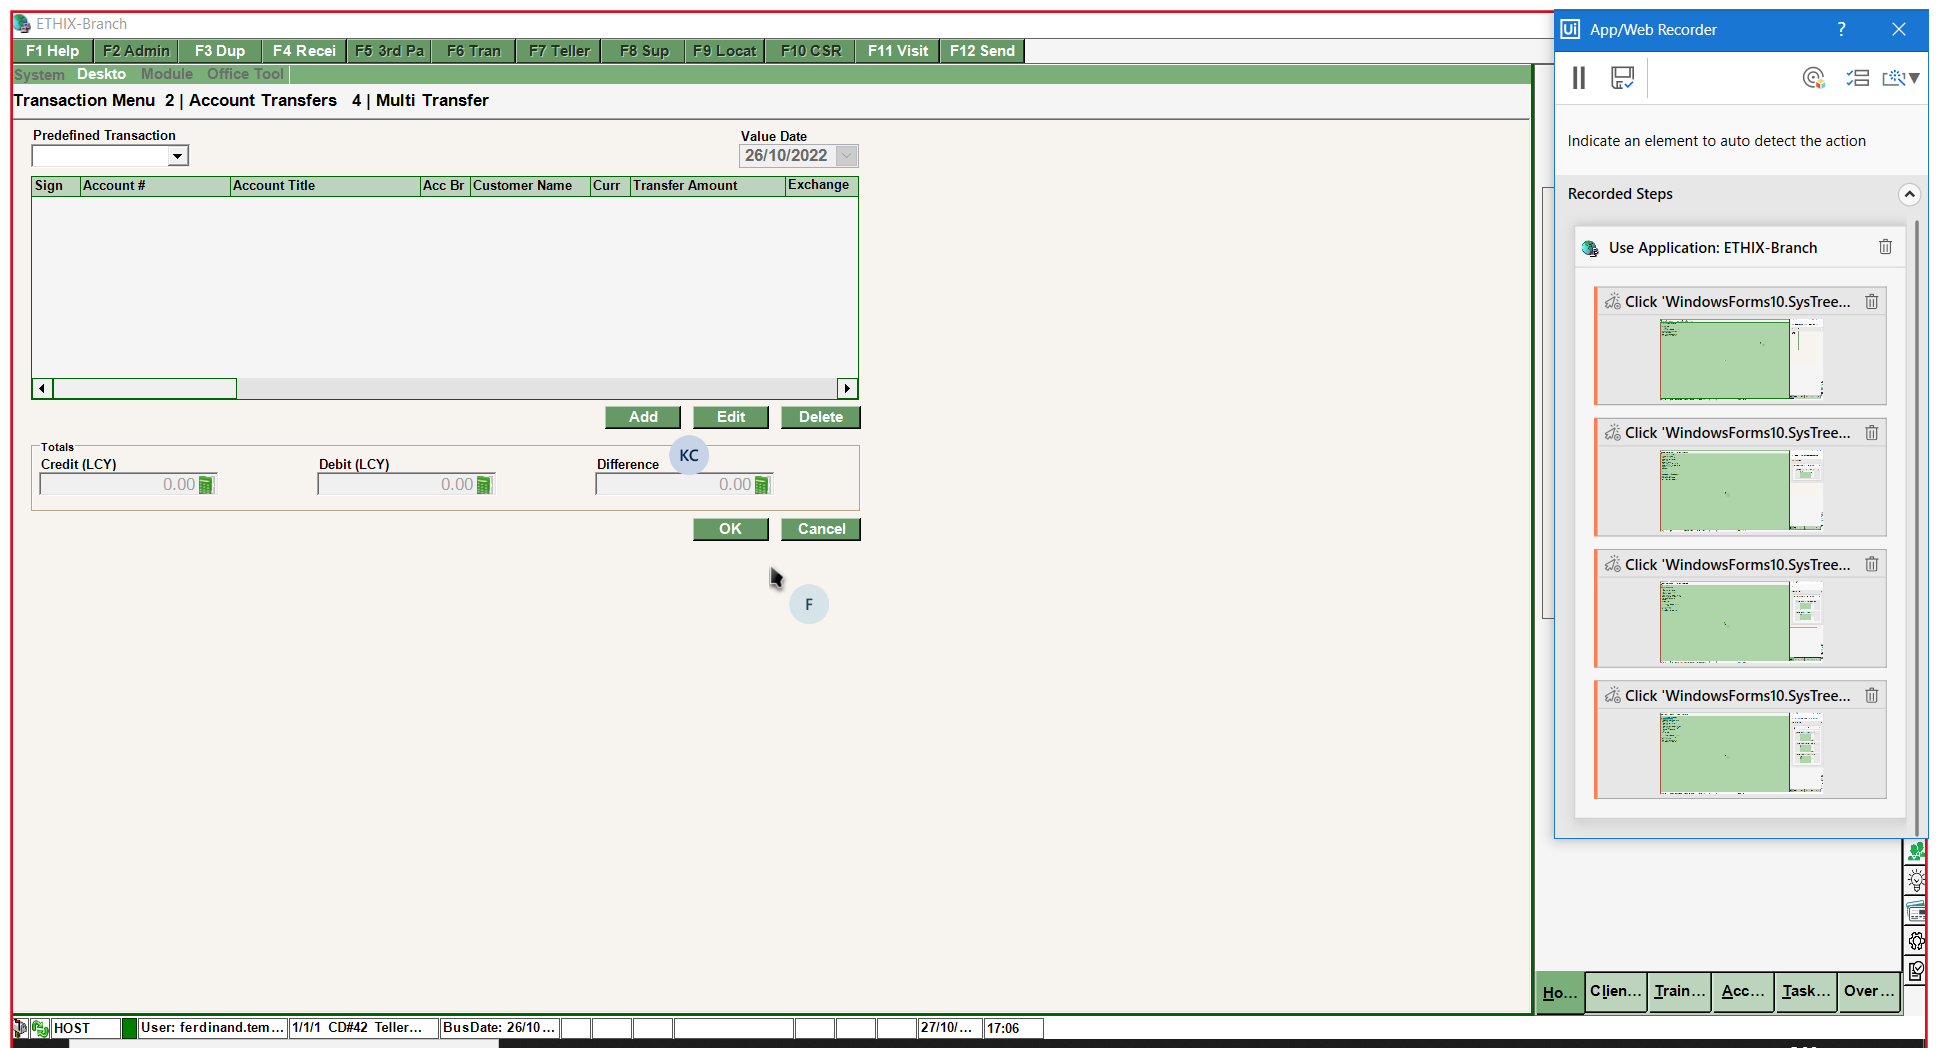 ETHIX-Branch
F1 Help F2 Admin F3 Dup F4 Recei F5 3rd Pa F6 Tran F7 Teller F8 Sup F9 Locat F10 CSR F11 Visit F12 Send
System Deskto Module Office Tool
Transaction Menu 2 | Account Transfers 4 | Multi Transfer
Predefined Transaction
Value Date
26/10/2022
Sign Account # Account Title Acc Br Customer Name Curr Transfer Amount Exchange
Add Edit Delete
Totals
Credit (LCY) Debit (LCY) Difference
KC
0.00 0.00 0.00
OK Cancel
F
Ui App/Web Recorder ?
Indicate an element to auto detect the action
Recorded Steps
Use Application: ETHIX-Branch
Click 'WindowsForms10.SysTree...
Click 'WindowsForms10.SysTree...
Click 'WindowsForms10.SysTree...
Click 'WindowsForms10.SysTree...
Ho... Clien... Train... Acc... Task... Over...
HOST User: ferdinand.tem... 1/1/1 CD#42 Teller... BusDate: 26/10... 27/10/... 17:06